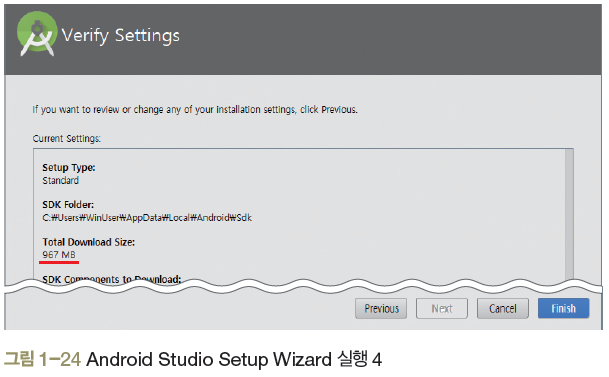 Verify Settings
If you want to review or change any of your installation settings, click Previous.
Current Settings:
Setup Type:
Standard
SDK Folder:
C:₩Users₩WinUser₩AppData₩Local₩Android₩Sdk
Total Download Size:
967 MB
SDK Components to Download:
Previous Next Cancel Finish
그림 1-24 Android Studio Setup Wizard 실행 4